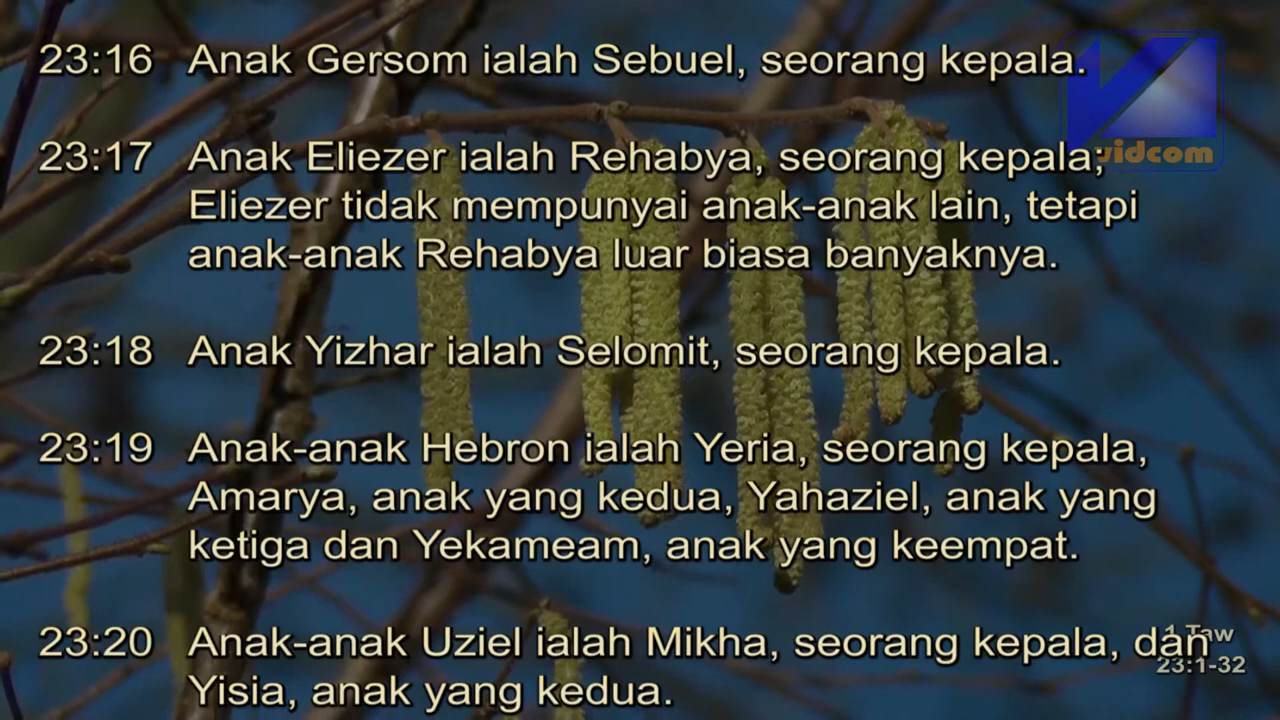 23:16 Anak Gersom ialah Sebuel, seorang kepala.
23:17 Anak Eliezer ialah Rehabya, seorang kepala;
Eliezer tidak mempunyai anak-anak lain, tetapi
anak-anak Rehabya luar biasa banyaknya.
23:18 Anak Yizhar ialah Selomit, seorang kepala.
23:19 Anak-anak Hebron ialah Yeria, seorang kepala,
Amarya, anak yang kedua, Yahaziel, anak yang
ketiga dan Yekameam, anak yang keempat.
23:20 Anak-anak Uziel ialah Mikha, seorang kepala, dan
Yisia, anak yang kedua.
vidcom
1 Taw
23:1-32